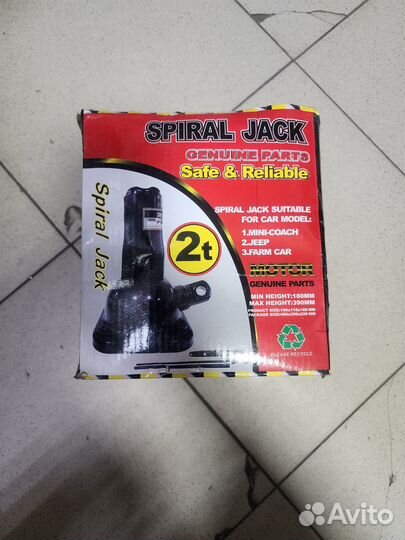 SPIRAL JACK
GENUINE PARTS
Safe & Reliable
Spiral Jack
2t
SPIRAL JACK SUITABLE
FOR CAR MODEL:
1.MINI-COACH
2.JEEP
3.FARM CAR
MOTOR
GENUINE PARTS
MIN HEIGHT:180MM
MAX HEIGHT:390MM
PLEASE RECYCLE
Avito